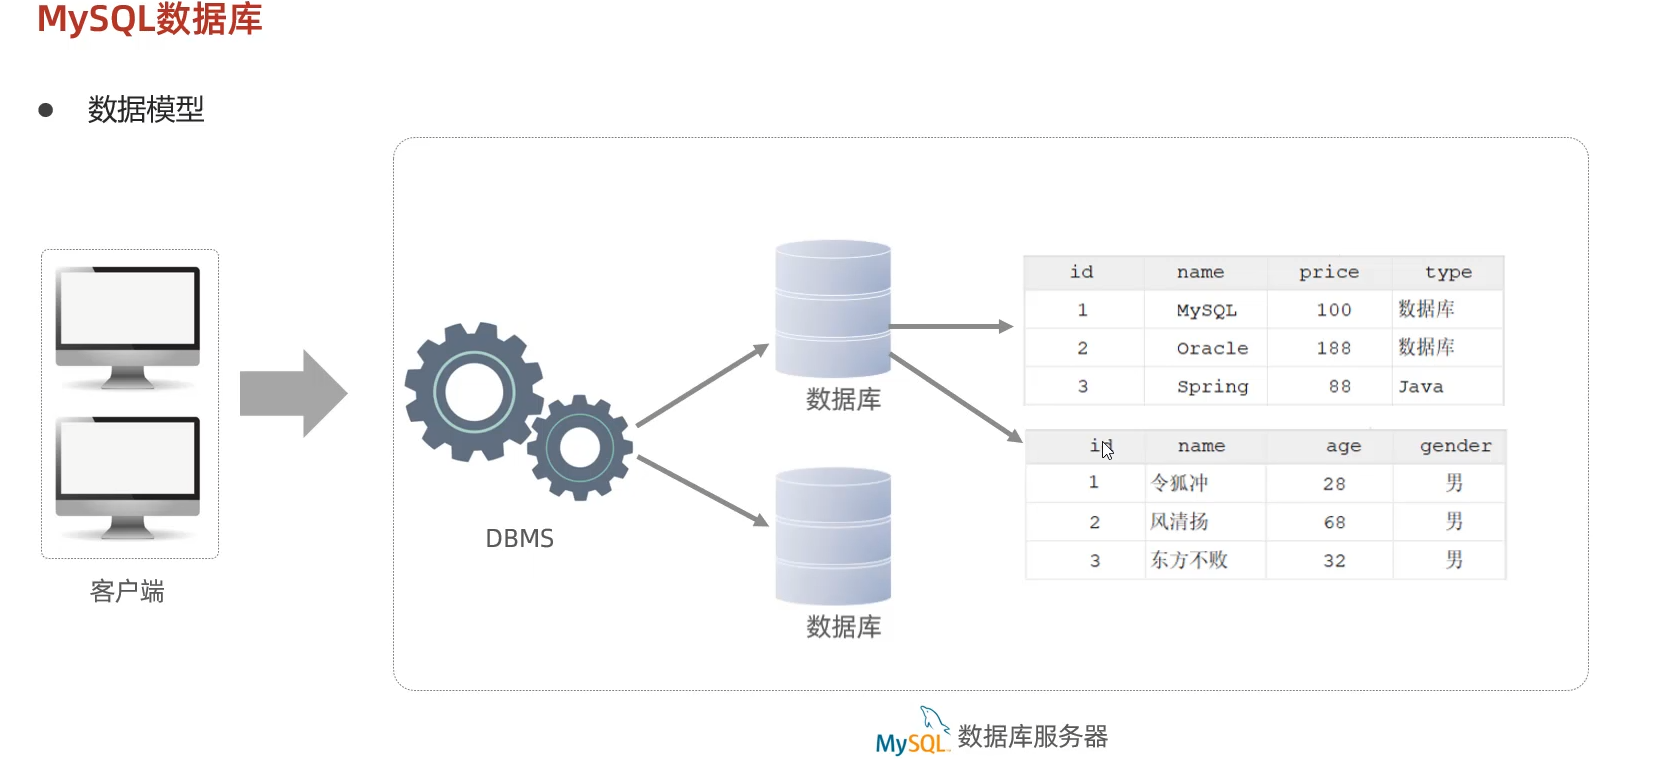 MySQL数据库
● 数据模型
客户端
DBMS
数据库
数据库
id name price type
1 MySQL 100 数据库
2 Oracle 188 数据库
3 Spring 88 Java
id name age gender
1 令狐冲 28 男
2 风清扬 68 男
3 东方不败 32 男
MySQL 数据库服务器